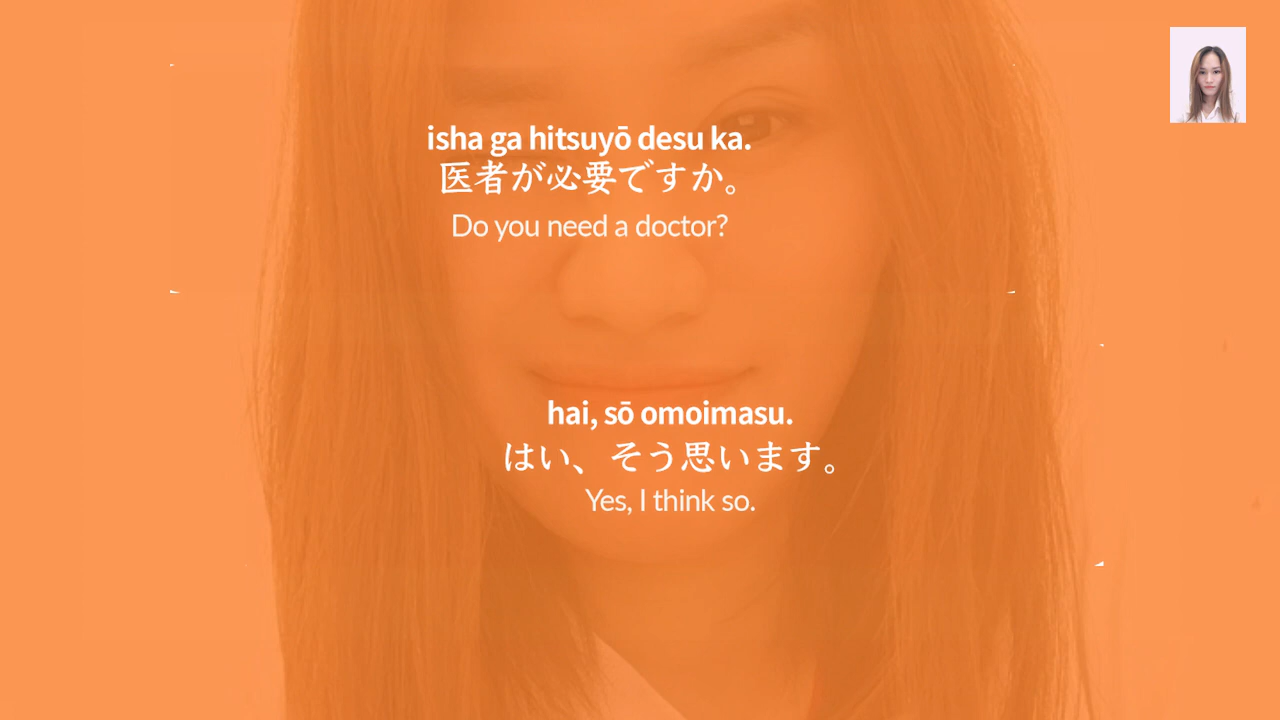 isha ga hitsuyō desu ka.
医者が必要ですか。
Do you need a doctor?
hai, sō omoimasu.
はい、そう思います。
Yes, I think so.